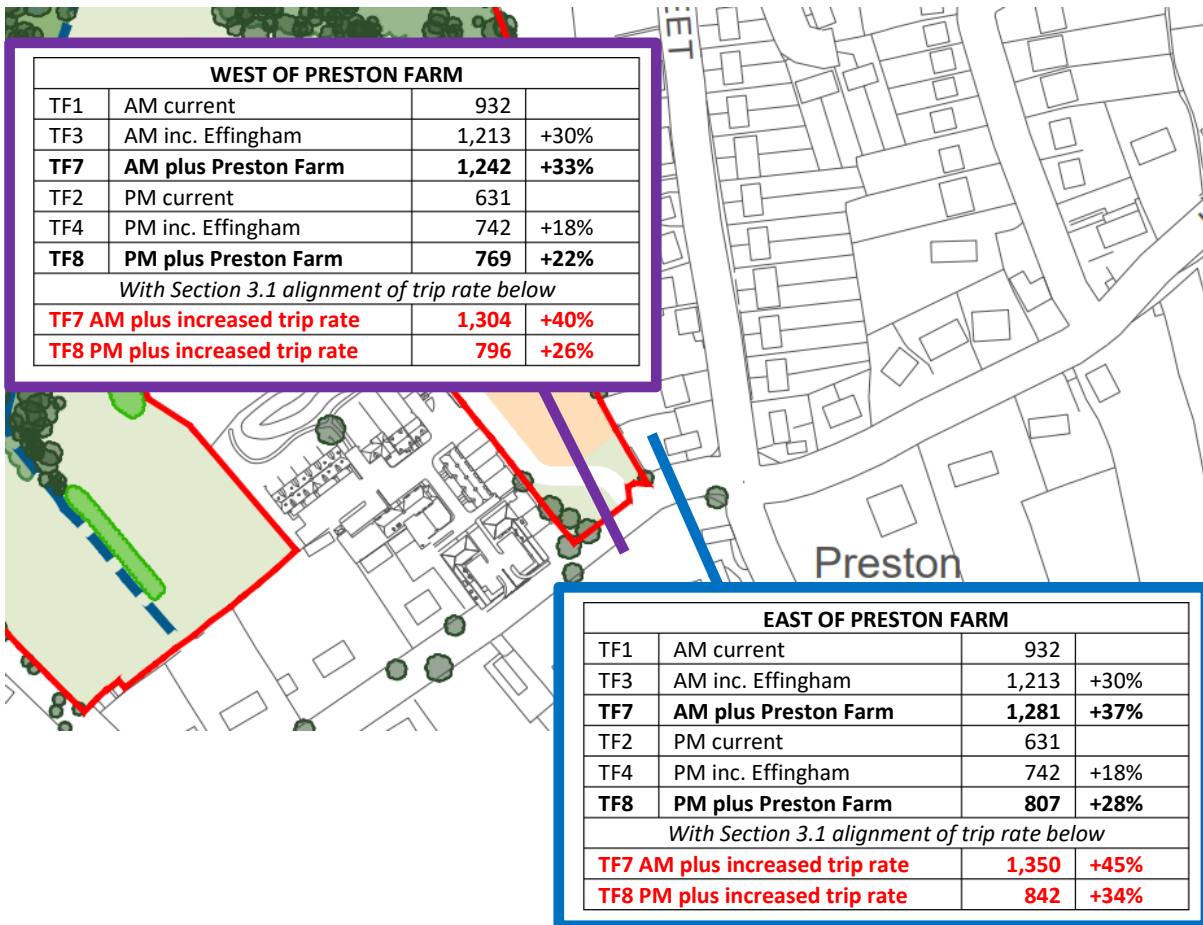 EET
WEST OF PRESTON FARM
TF1 AM current 932
TF3 AM inc. Effingham 1,213 +30%
TF7 AM plus Preston Farm 1,242 +33%
TF2 PM current 631
TF4 PM inc. Effingham 742 +18%
TF8 PM plus Preston Farm 769 +22%
With Section 3.1 alignment of trip rate below
TF7 AM plus increased trip rate 1,304 +40%
TF8 PM plus increased trip rate 796 +26%
Preston
EAST OF PRESTON FARM
TF1 AM current 932
TF3 AM inc. Effingham 1,213 +30%
TF7 AM plus Preston Farm 1,281 +37%
TF2 PM current 631
TF4 PM inc. Effingham 742 +18%
TF8 PM plus Preston Farm 807 +28%
With Section 3.1 alignment of trip rate below
TF7 AM plus increased trip rate 1,350 +45%
TF8 PM plus increased trip rate 842 +34%